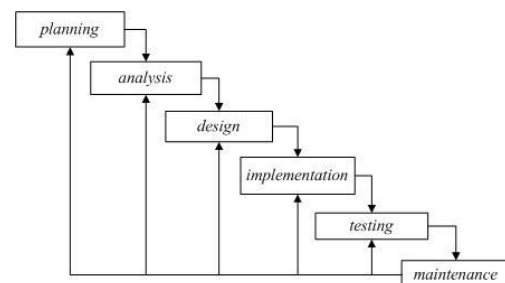 planning
analysis
design
implementation
testing
maintenance